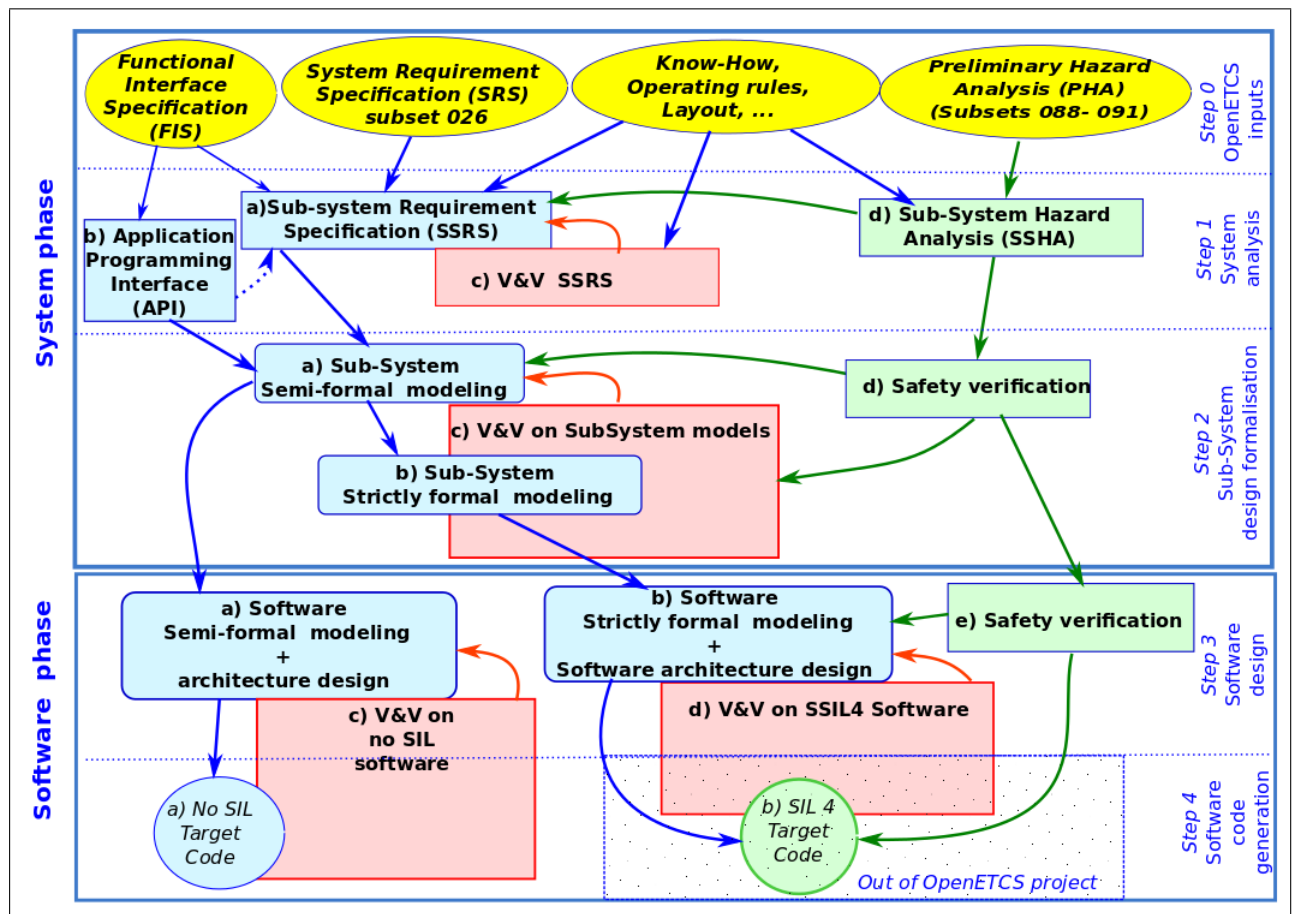 System phase
Functional
Interface
Specification
(FIS)
System Requirement
Specification (SRS)
subset 026
Know-How,
Operating rules,
Layout, ...
Preliminary Hazard
Analysis (PHA)
(Subsets 088- 091)
Step 0
OpenETCS
inputs
a)Sub-system Requirement
Specification (SSRS)
b) Application
Programming
Interface
(API)
c) V&V  SSRS
d) Sub-System Hazard
Analysis (SSHA)
Step 1
System
analysis
a) Sub-System
Semi-formal  modeling
c) V&V on SubSystem models
b) Sub-System
Strictly formal  modeling
d) Safety verification
Step 2
Sub-System
design formalisation
Software  phase
a) Software
Semi-formal  modeling
+
architecture design
b) Software
Strictly formal  modeling
+
Software architecture design
c) V&V on
no SIL
software
d) V&V on SSIL4 Software
e) Safety verification
Step 3
Software
design
a) No SIL
Target
Code
b) SIL 4
Target
Code
Out of OpenETCS project
Step 4
Software
code
generation